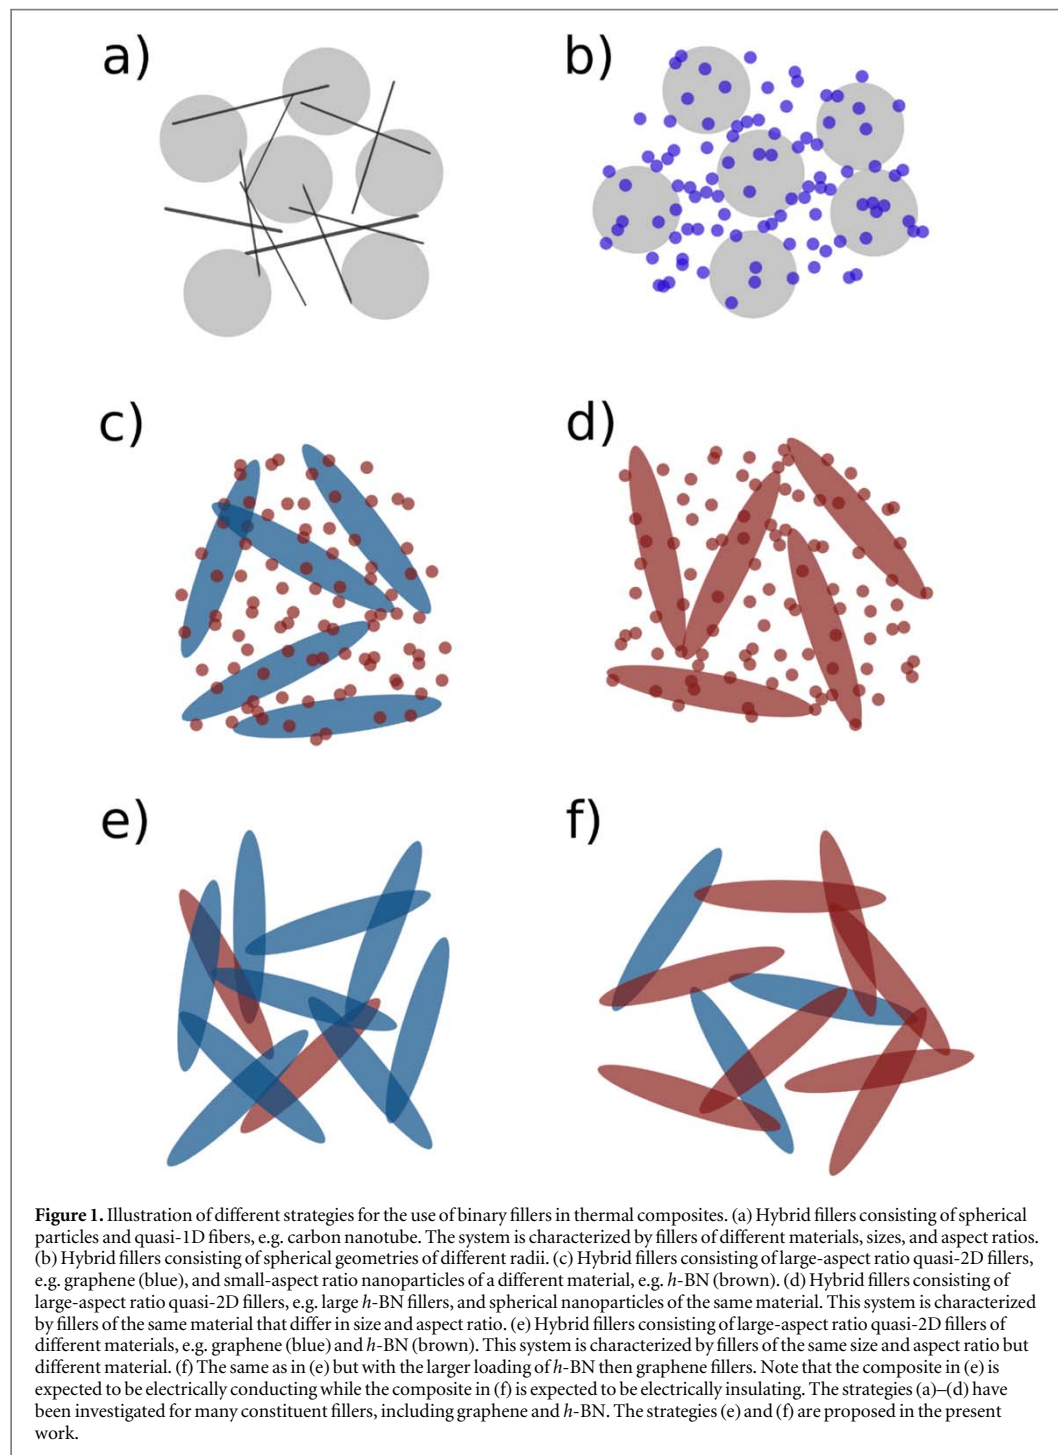 a)
b)
c)
d)
e)
f)
Figure 1. Illustration of different strategies for the use of binary fillers in thermal composites. (a) Hybrid fillers consisting of spherical
particles and quasi-1D fibers, e.g. carbon nanotube. The system is characterized by fillers of different materials, sizes, and aspect ratios.
(b) Hybrid fillers consisting of spherical geometries of different radii. (c) Hybrid fillers consisting of large-aspect ratio quasi-2D fillers,
e.g. graphene (blue), and small-aspect ratio nanoparticles of a different material, e.g. h-BN (brown). (d) Hybrid fillers consisting of
large-aspect ratio quasi-2D fillers, e.g. large h-BN fillers, and spherical nanoparticles of the same material. This system is characterized
by fillers of the same material that differ in size and aspect ratio. (e) Hybrid fillers consisting of large-aspect ratio quasi-2D fillers of
different materials, e.g. graphene (blue) and h-BN (brown). This system is characterized by fillers of the same size and aspect ratio but
different material. (f) The same as in (e) but with the larger loading of h-BN then graphene fillers. Note that the composite in (e) is
expected to be electrically conducting while the composite in (f) is expected to be electrically insulating. The strategies (a)–(d) have
been investigated for many constituent fillers, including graphene and h-BN. The strategies (e) and (f) are proposed in the present
work.